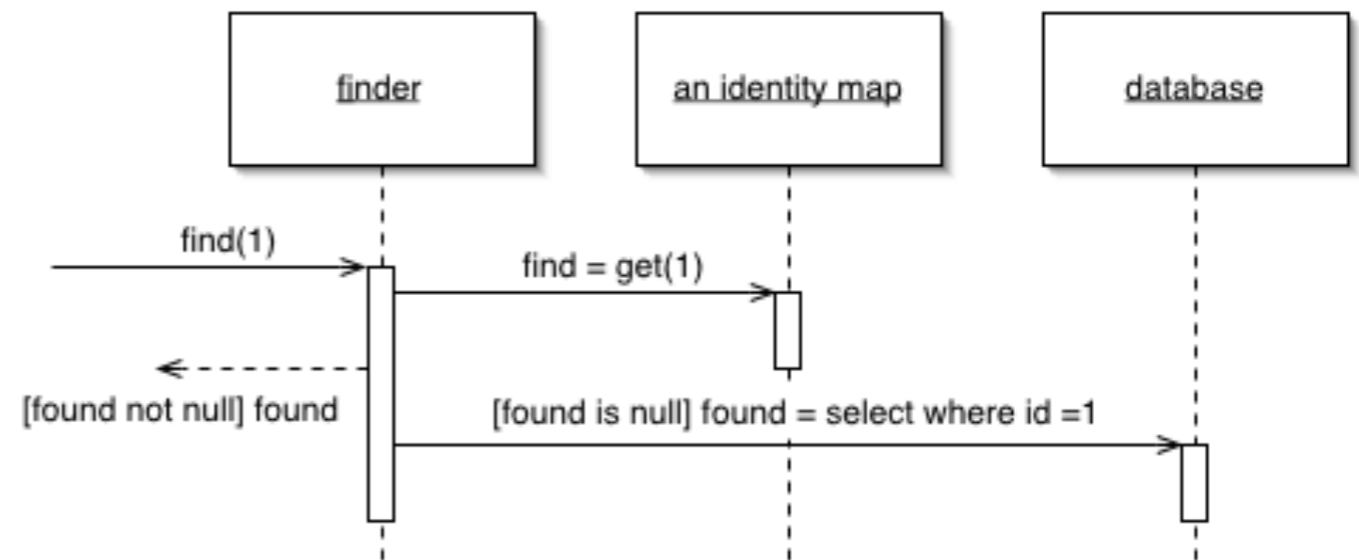 finder
an identity map
database
find(1)
find = get(1)
[found not null] found
[found is null] found = select where id =1